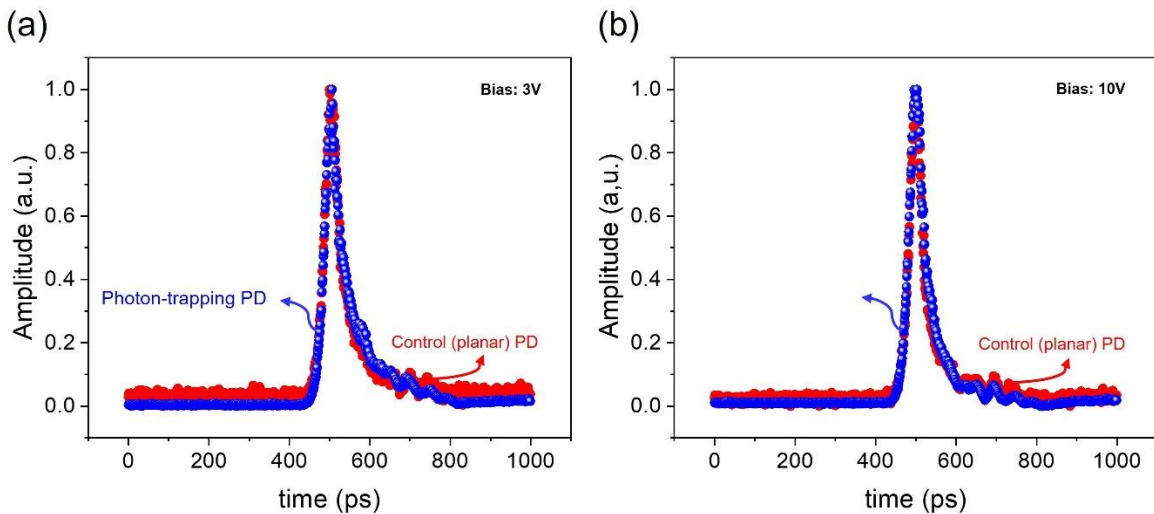 (a)
Bias: 3V
1.0
0.8
0.6
0.4
0.2
0.0
Amplitude (a.u.)
Photon-trapping PD
Control (planar) PD
0 200 400 600 800 1000
time (ps)
(b)
Bias: 10V
1.0
0.8
0.6
0.4
0.2
0.0
Amplitude (a,u.)
Control (planar) PD
0 200 400 600 800 1000
time (ps)